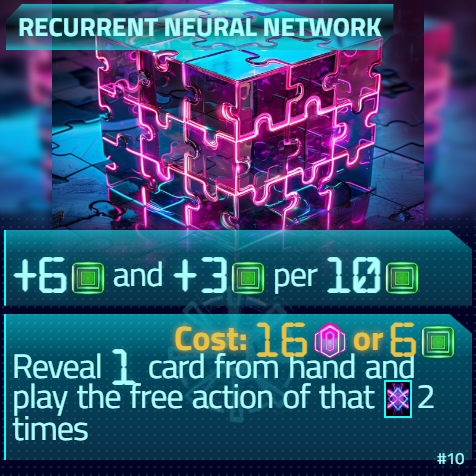 RECURRENT NEURAL NETWORK
+6 and +3 per 10
Cost: 16 or 6
Reveal 1 card from hand and
play the free action of that 2
times
#10